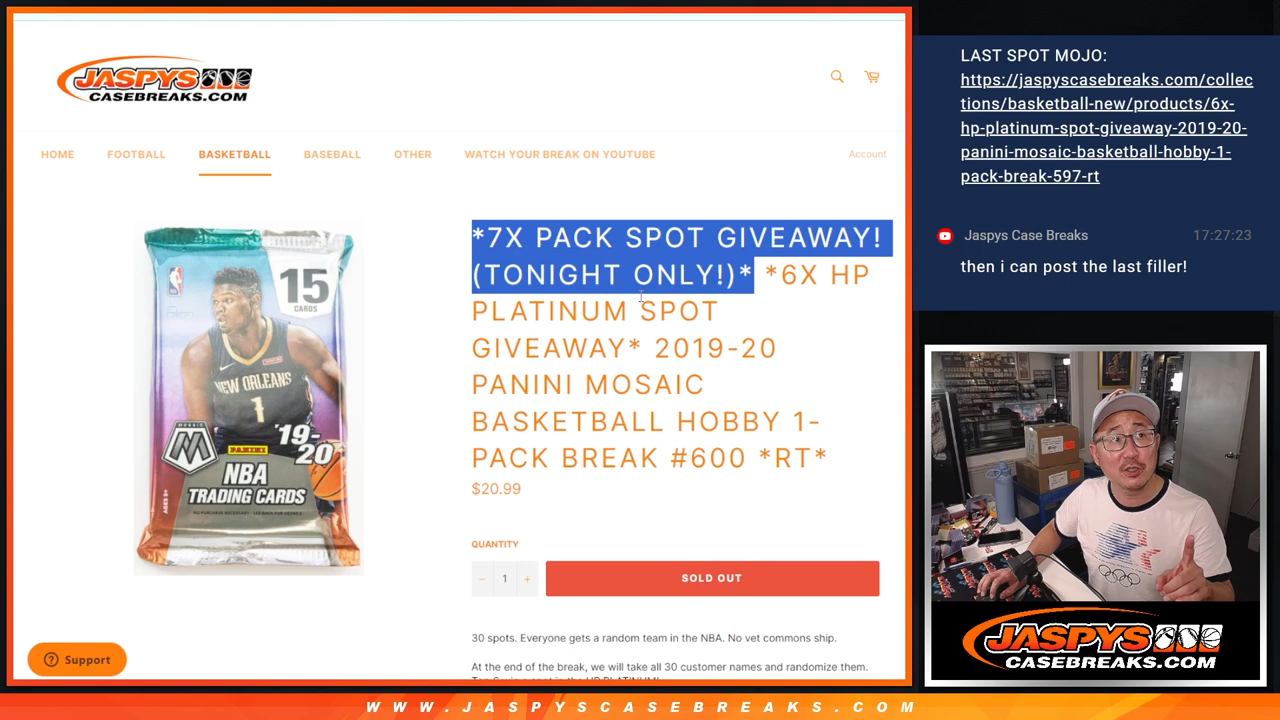 JASPYS
CASEBREAKS.COM
HOME FOOTBALL BASKETBALL BASEBALL OTHER WATCH YOUR BREAK ON YOUTUBE Account
15
CARDS
NEW ORLEANS
1
MOSAIC
PANINI
'19-
20
NBA
TRADING CARDS
*7X PACK SPOT GIVEAWAY!
(TONIGHT ONLY!)* *6X HP
PLATINUM SPOT
GIVEAWAY* 2019-20
PANINI MOSAIC
BASKETBALL HOBBY 1-
PACK BREAK #600 *RT*
$20.99
QUANTITY
− 1 +
SOLD OUT
30 spots. Everyone gets a random team in the NBA. No vet commons ship.
At the end of the break, we will take all 30 customer names and randomize them.
Support
LAST SPOT MOJO:
https://jaspyscasebreaks.com/collec
tions/basketball-new/products/6x-
hp-platinum-spot-giveaway-2019-20-
panini-mosaic-basketball-hobby-1-
pack-break-597-rt
Jaspys Case Breaks 17:27:23
then i can post the last filler!
JASPYS
CASEBREAKS.COM
WWW.JASPYSCASEBREAKS.COM